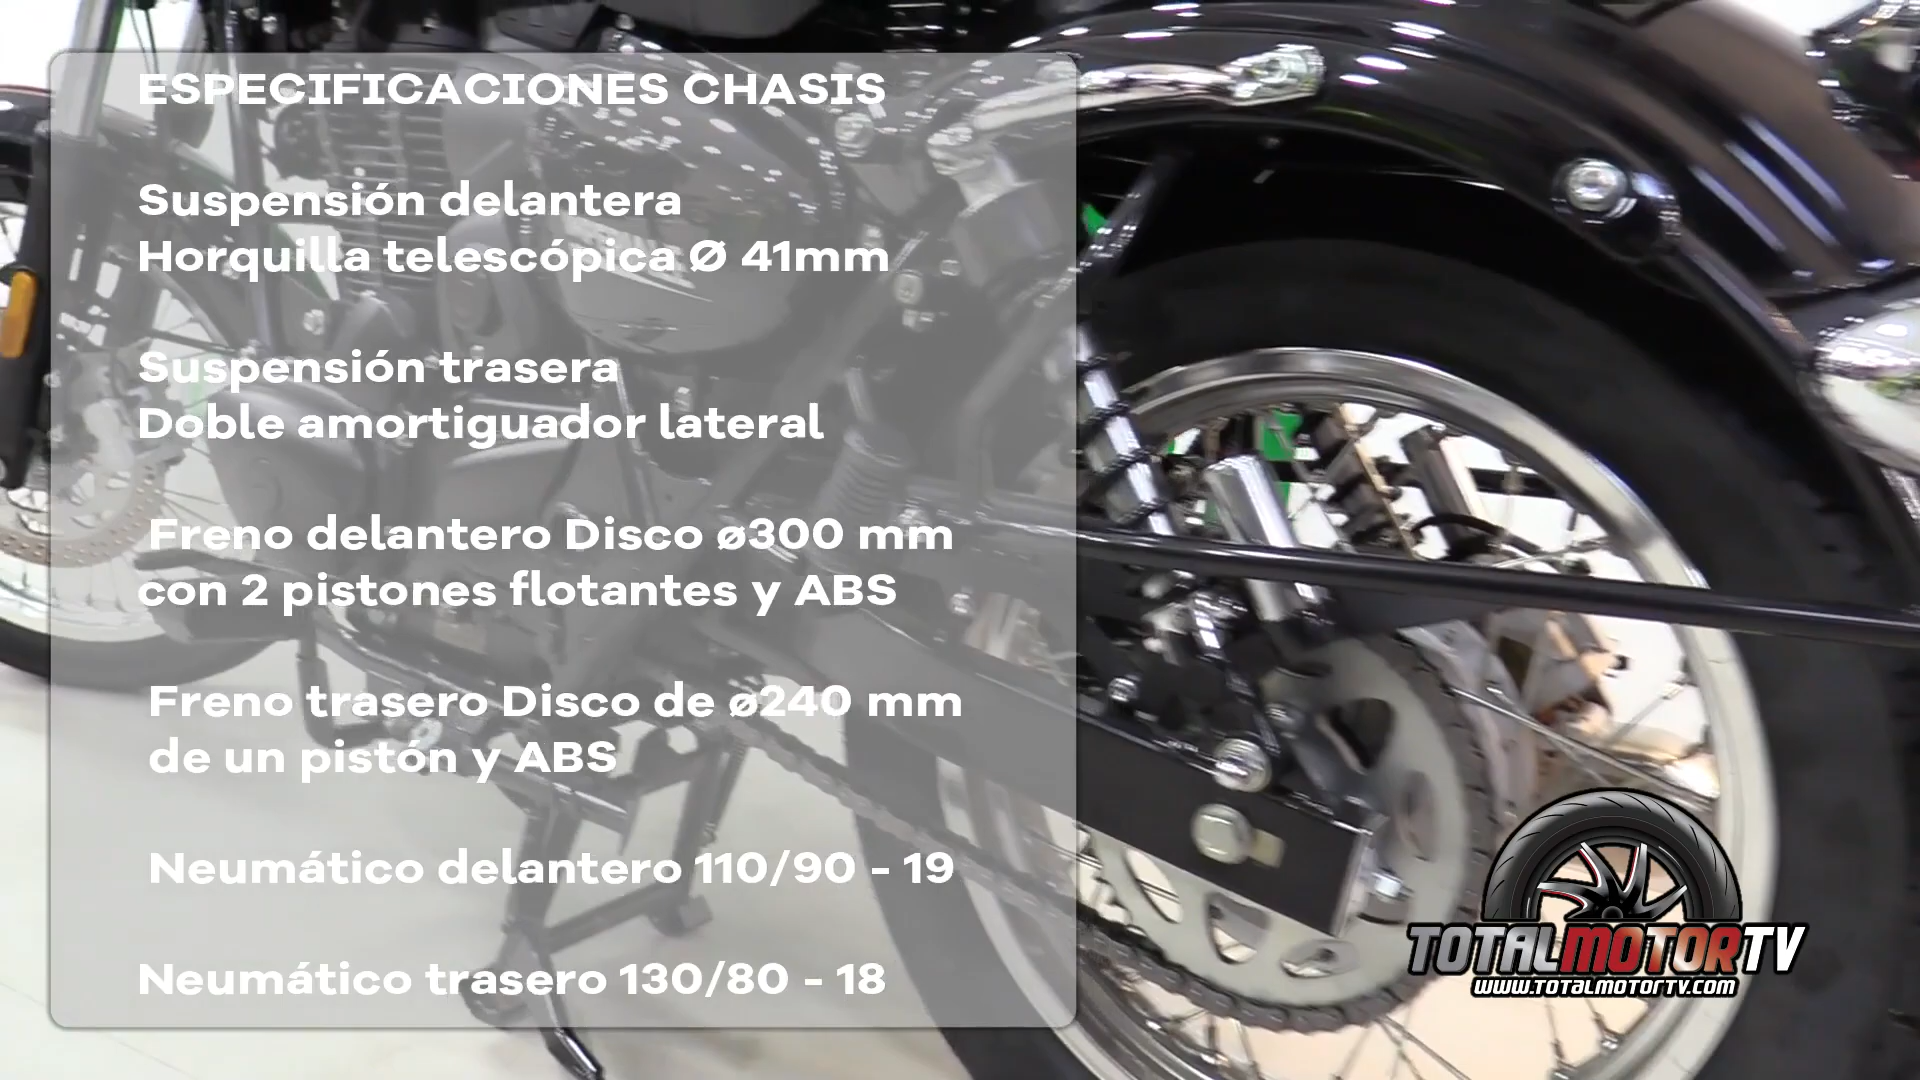 ESPECIFICACIONES CHASIS
Suspensión delantera
Horquilla telescópica Ø 41mm
Suspensión trasera
Doble amortiguador lateral
Freno delantero Disco ø300 mm
con 2 pistones flotantes y ABS
Freno trasero Disco de ø240 mm
de un pistón y ABS
Neumático delantero 110/90 - 19
Neumático trasero 130/80 - 18
TOTALMOTORTV
WWW.TOTALMOTORTV.COM